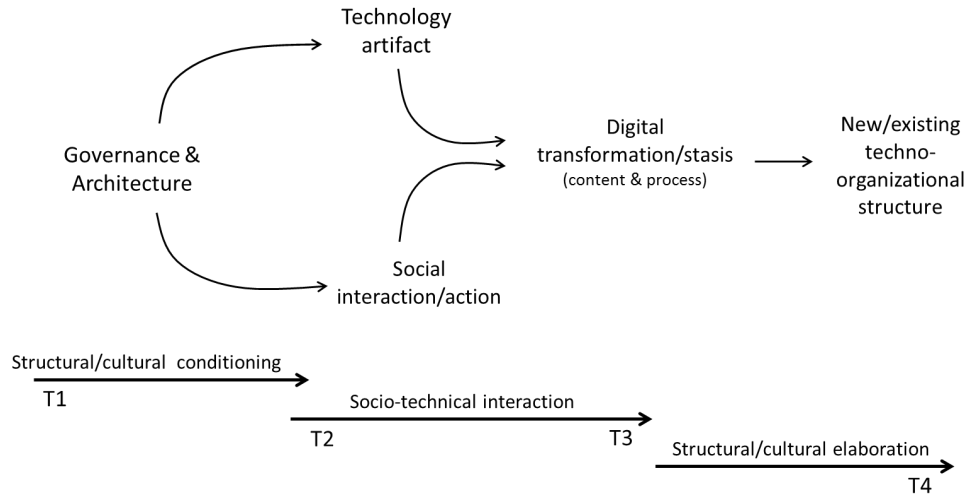 Technology
artifact
Governance &
Architecture
Social
interaction/action
Digital
transformation/stasis
(content & process)
New/existing
techno-
organizational
structure
Structural/cultural conditioning
T1
Socio-technical interaction
T2
T3
Structural/cultural elaboration
T4